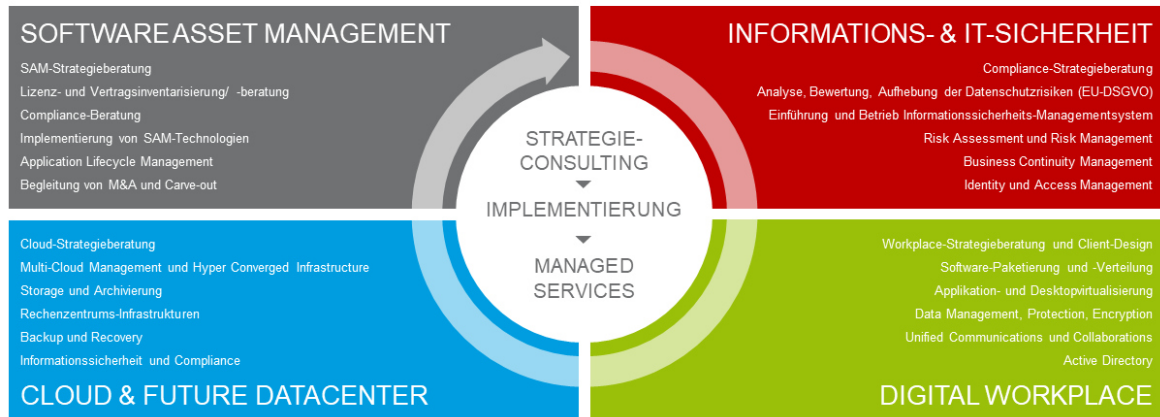 SOFTWARE ASSET MANAGEMENT
SAM-Strategieberatung
Lizenz- und Vertragsinventarisierung/ -beratung
Compliance-Beratung
Implementierung von SAM-Technologien
Application Lifecycle Management
Begleitung von M&A und Carve-out
INFORMATIONS- & IT-SICHERHEIT
Compliance-Strategieberatung
Analyse, Bewertung, Aufhebung der Datenschutzrisiken (EU-DSGVO)
Einführung und Betrieb Informationssicherheits-Managementsystem
Risk Assessment und Risk Management
Business Continuity Management
Identity und Access Management
STRATEGIE-
CONSULTING
IMPLEMENTIERUNG
MANAGED
SERVICES
Cloud-Strategieberatung
Multi-Cloud Management und Hyper Converged Infrastructure
Storage und Archivierung
Rechenzentrums-Infrastrukturen
Backup und Recovery
Informationssicherheit und Compliance
CLOUD & FUTURE DATACENTER
Workplace-Strategieberatung und Client-Design
Software-Paketierung und -Verteilung
Applikation- und Desktopvirtualisierung
Data Management, Protection, Encryption
Unified Communications und Collaborations
Active Directory
DIGITAL WORKPLACE